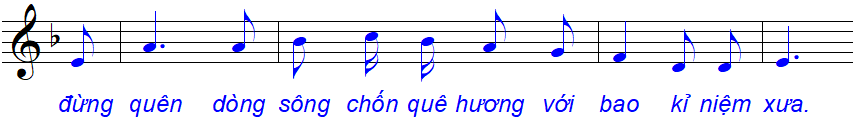 đừng quên dòng sông chốn quê hương với bao kỉ niệm xưa.